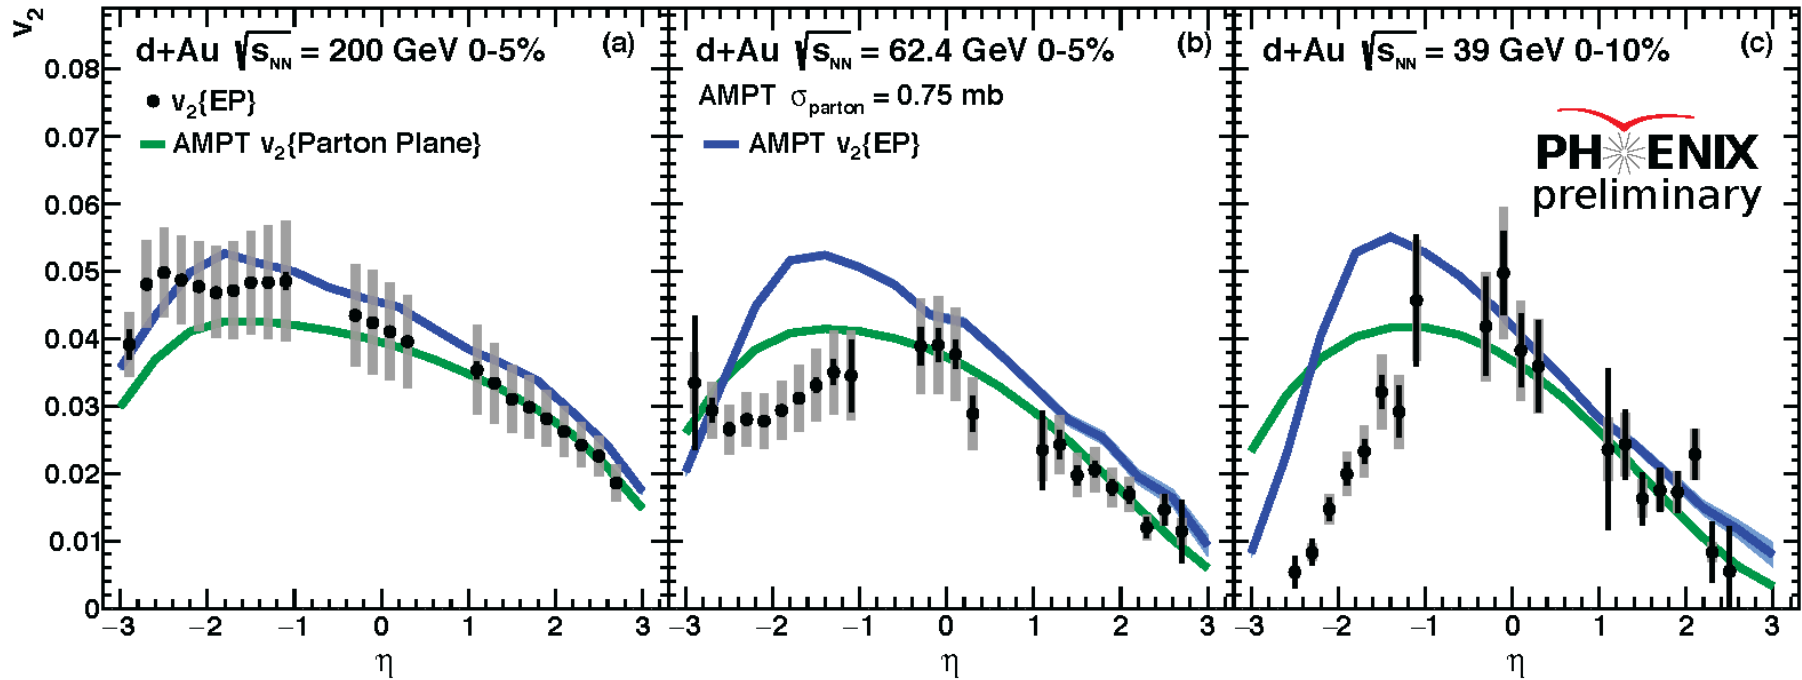 v2
d+Au √sNN = 200 GeV 0-5% (a)
v2{EP}
AMPT v2{Parton Plane}
d+Au √sNN = 62.4 GeV 0-5% (b)
AMPT σparton = 0.75 mb
AMPT v2{EP}
d+Au √sNN = 39 GeV 0-10% (c)
PHENIX
preliminary
0.08
0.07
0.06
0.05
0.04
0.03
0.02
0.01
0
−3 −2 −1 0 1 2 3
−3 −2 −1 0 1 2 3
−3 −2 −1 0 1 2 3
η η η